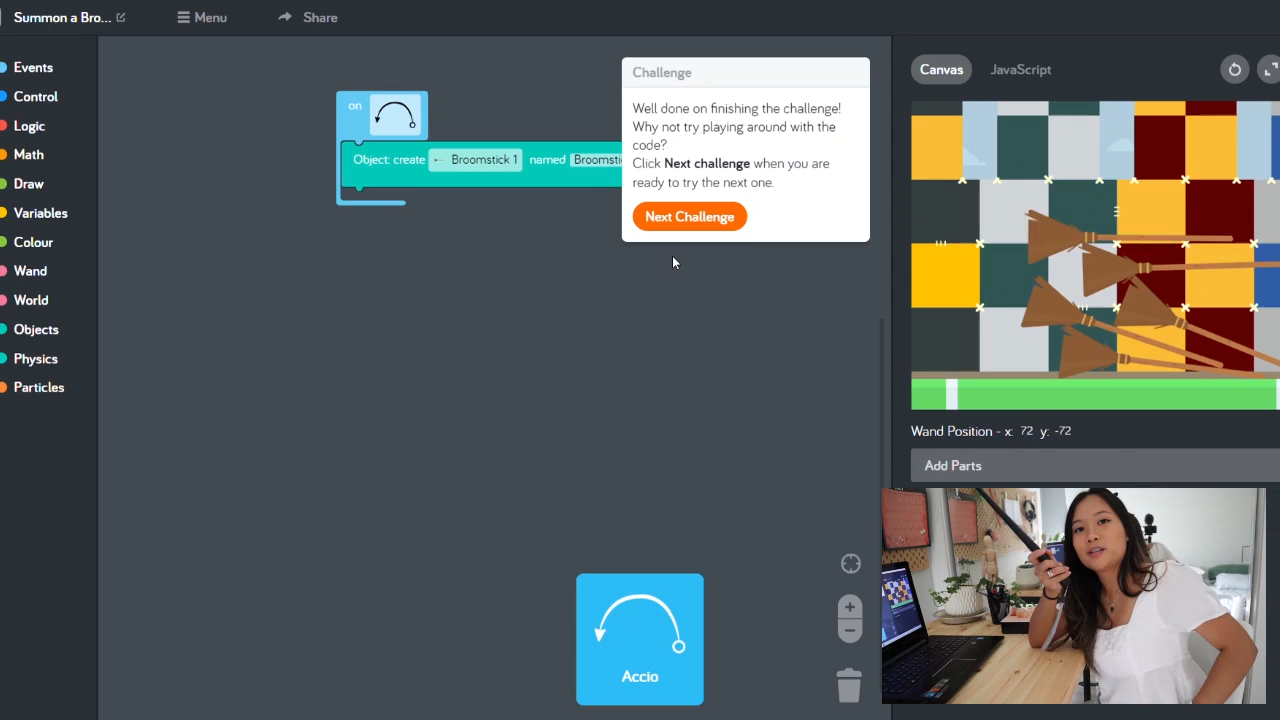 Summon a Bro...
Menu
Share
Events
Control
Logic
Math
Draw
Variables
Colour
Wand
World
Objects
Physics
Particles
on
Object: create ← Broomstick 1 named Broomsti
Challenge
Well done on finishing the challenge!
Why not try playing around with the
code?
Click Next challenge when you are
ready to try the next one.
Next Challenge
Accio
Canvas
JavaScript
Wand Position - x: 72 y: -72
Add Parts